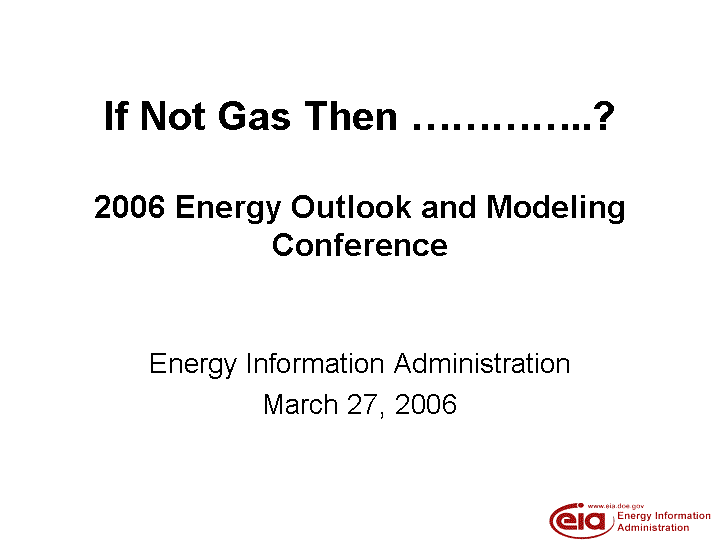 If Not Gas Then …………..?
2006 Energy Outlook and Modeling
Conference
Energy Information Administration
March 27, 2006
www.eia.doe.gov
eia
Energy Information
Administration